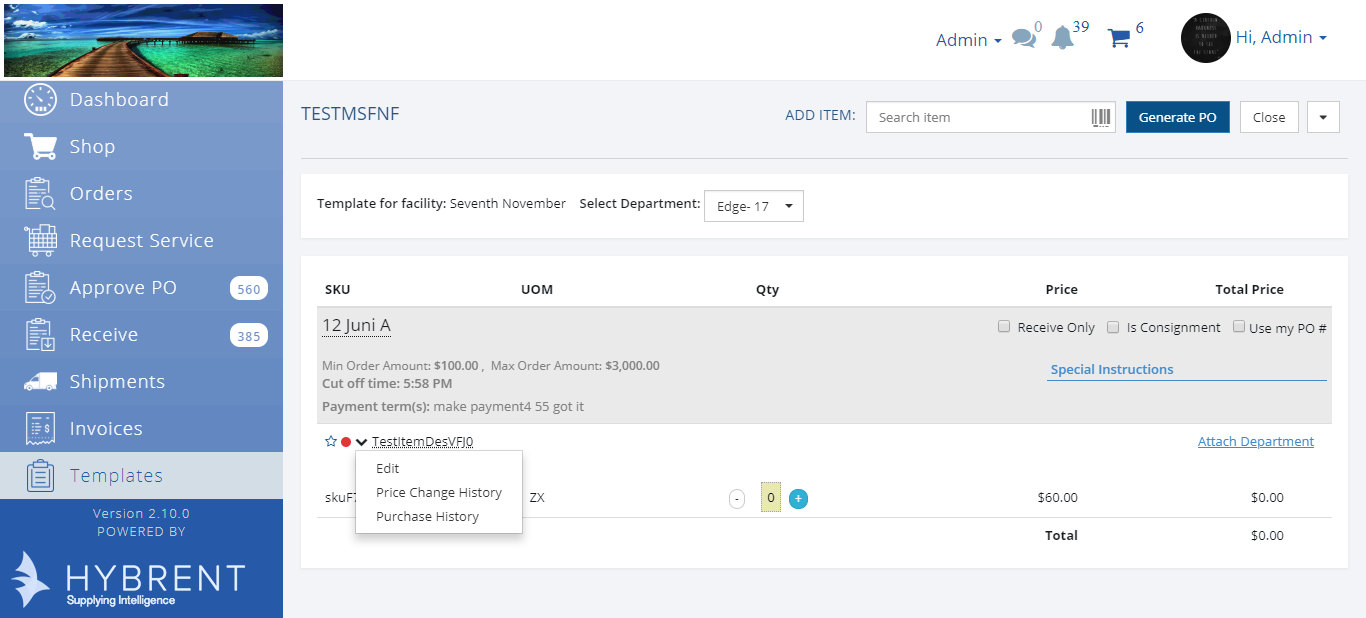 Admin 0 39 6 Hi, Admin
Dashboard
Shop
Orders
Request Service
Approve PO 560
Receive 385
Shipments
Invoices
Templates
Version 2.10.0
POWERED BY
HYBRENT
Supplying Intelligence
TESTMSFNF ADD ITEM: Search item Generate PO Close
Template for facility: Seventh November Select Department: Edge- 17
SKU UOM Qty Price Total Price
12 Juni A Receive Only Is Consignment Use my PO #
Min Order Amount: $100.00 , Max Order Amount: $3,000.00
Cut off time: 5:58 PM
Special Instructions
Payment term(s): make payment4 55 got it
TestItemDesVFJ0 Attach Department
Edit
Price Change History
Purchase History
ZX - 0 + $60.00 $0.00
Total $0.00